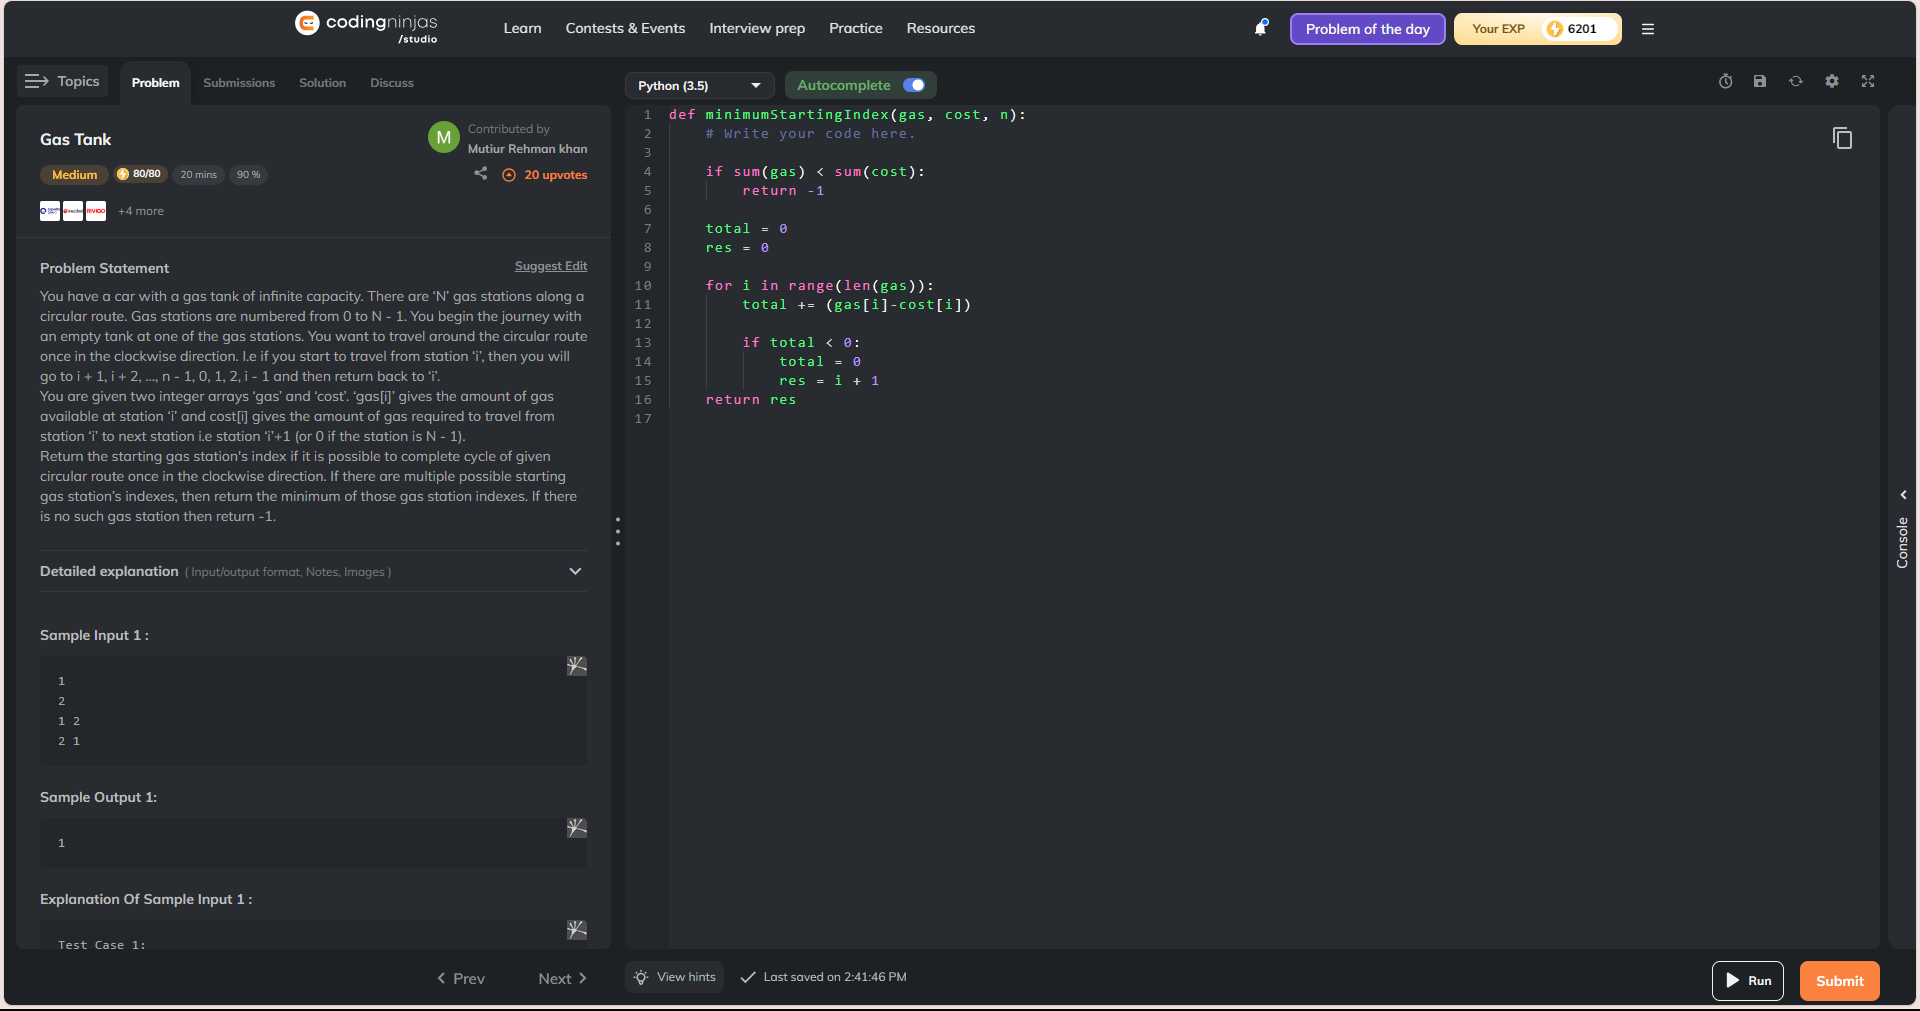 codingninjas
/studio
Learn
Contests & Events
Interview prep
Practice
Resources
Problem of the day
Your EXP
6201
Topics
Problem
Submissions
Solution
Discuss
Gas Tank
M
Contributed by
Mutiur Rehman khan
Medium
80/80
20 mins
90 %
20 upvotes
RIVIGO
+4 more
Problem Statement
Suggest Edit
You have a car with a gas tank of infinite capacity. There are ‘N’ gas stations along a
circular route. Gas stations are numbered from 0 to N - 1. You begin the journey with
an empty tank at one of the gas stations. You want to travel around the circular route
once in the clockwise direction. I.e if you start to travel from station ‘i’, then you will
go to i + 1, i + 2, ..., n - 1, 0, 1, 2, i - 1 and then return back to ‘i’.
You are given two integer arrays ‘gas’ and ‘cost’. ‘gas[i]’ gives the amount of gas
available at station ‘i’ and cost[i] gives the amount of gas required to travel from
station ‘i’ to next station i.e station ‘i’+1 (or 0 if the station is N - 1).
Return the starting gas station's index if it is possible to complete cycle of given
circular route once in the clockwise direction. If there are multiple possible starting
gas station’s indexes, then return the minimum of those gas station indexes. If there
is no such gas station then return -1.
Detailed explanation ( Input/output format, Notes, Images )
Sample Input 1 :
1
2
1 2
2 1
Sample Output 1:
1
Explanation Of Sample Input 1 :
Test Case 1:
Prev
Next
Python (3.5)
Autocomplete
1 def minimumStartingIndex(gas, cost, n):
2     # Write your code here.
3
4     if sum(gas) < sum(cost):
5         return -1
6
7     total = 0
8     res = 0
9
10     for i in range(len(gas)):
11         total += (gas[i]-cost[i])
12
13         if total < 0:
14             total = 0
15             res = i + 1
16     return res
17
Console
View hints
Last saved on 2:41:46 PM
Run
Submit